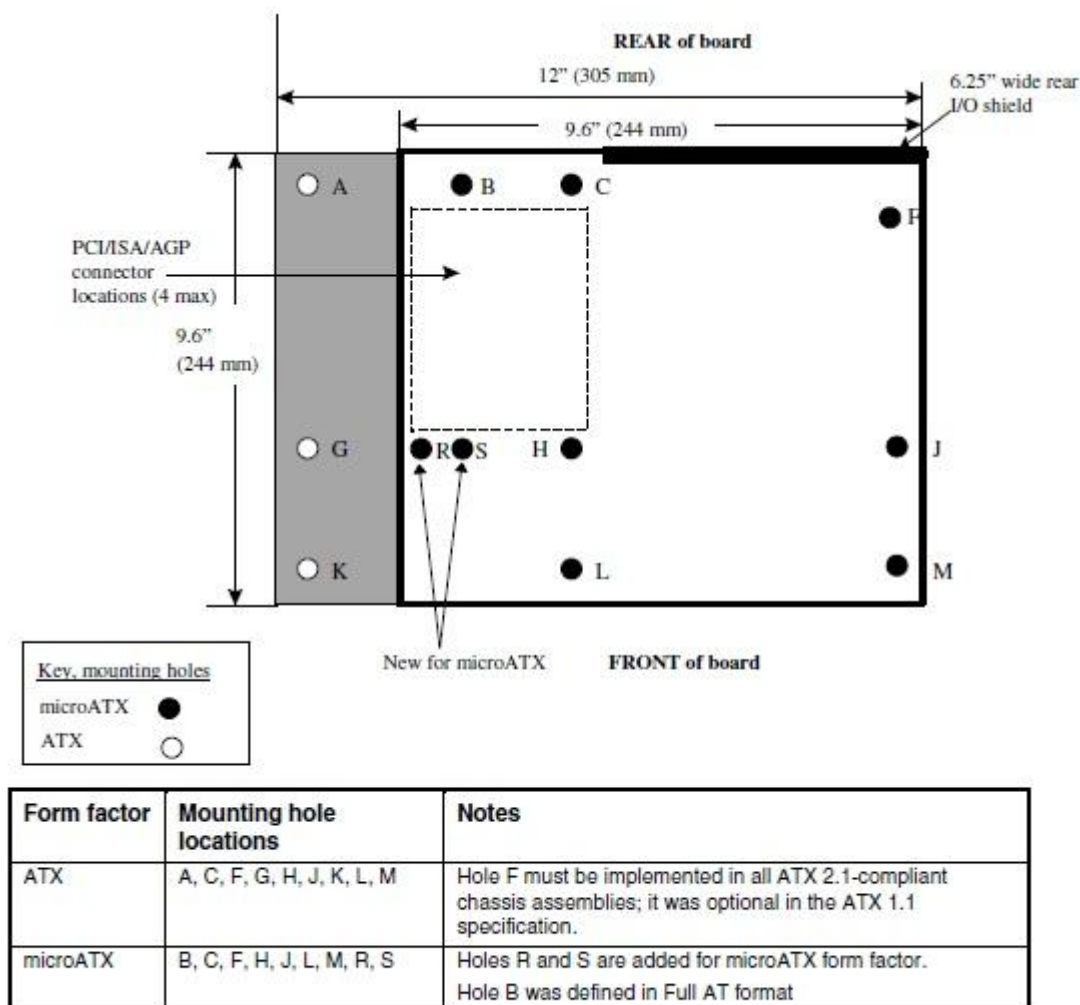 REAR of board
12” (305 mm)
6.25” wide rear
I/O shield
9.6” (244 mm)
A
B
C
F
PCI/ISA/AGP
connector
locations (4 max)
9.6”
(244 mm)
G
R
S
H
J
K
L
M
New for microATX
FRONT of board
Key, mounting holes
microATX
ATX
Form factor
Mounting hole
locations
Notes
ATX
A, C, F, G, H, J, K, L, M
Hole F must be implemented in all ATX 2.1-compliant
chassis assemblies; it was optional in the ATX 1.1
specification.
microATX
B, C, F, H, J, L, M, R, S
Holes R and S are added for microATX form factor.
Hole B was defined in Full AT format